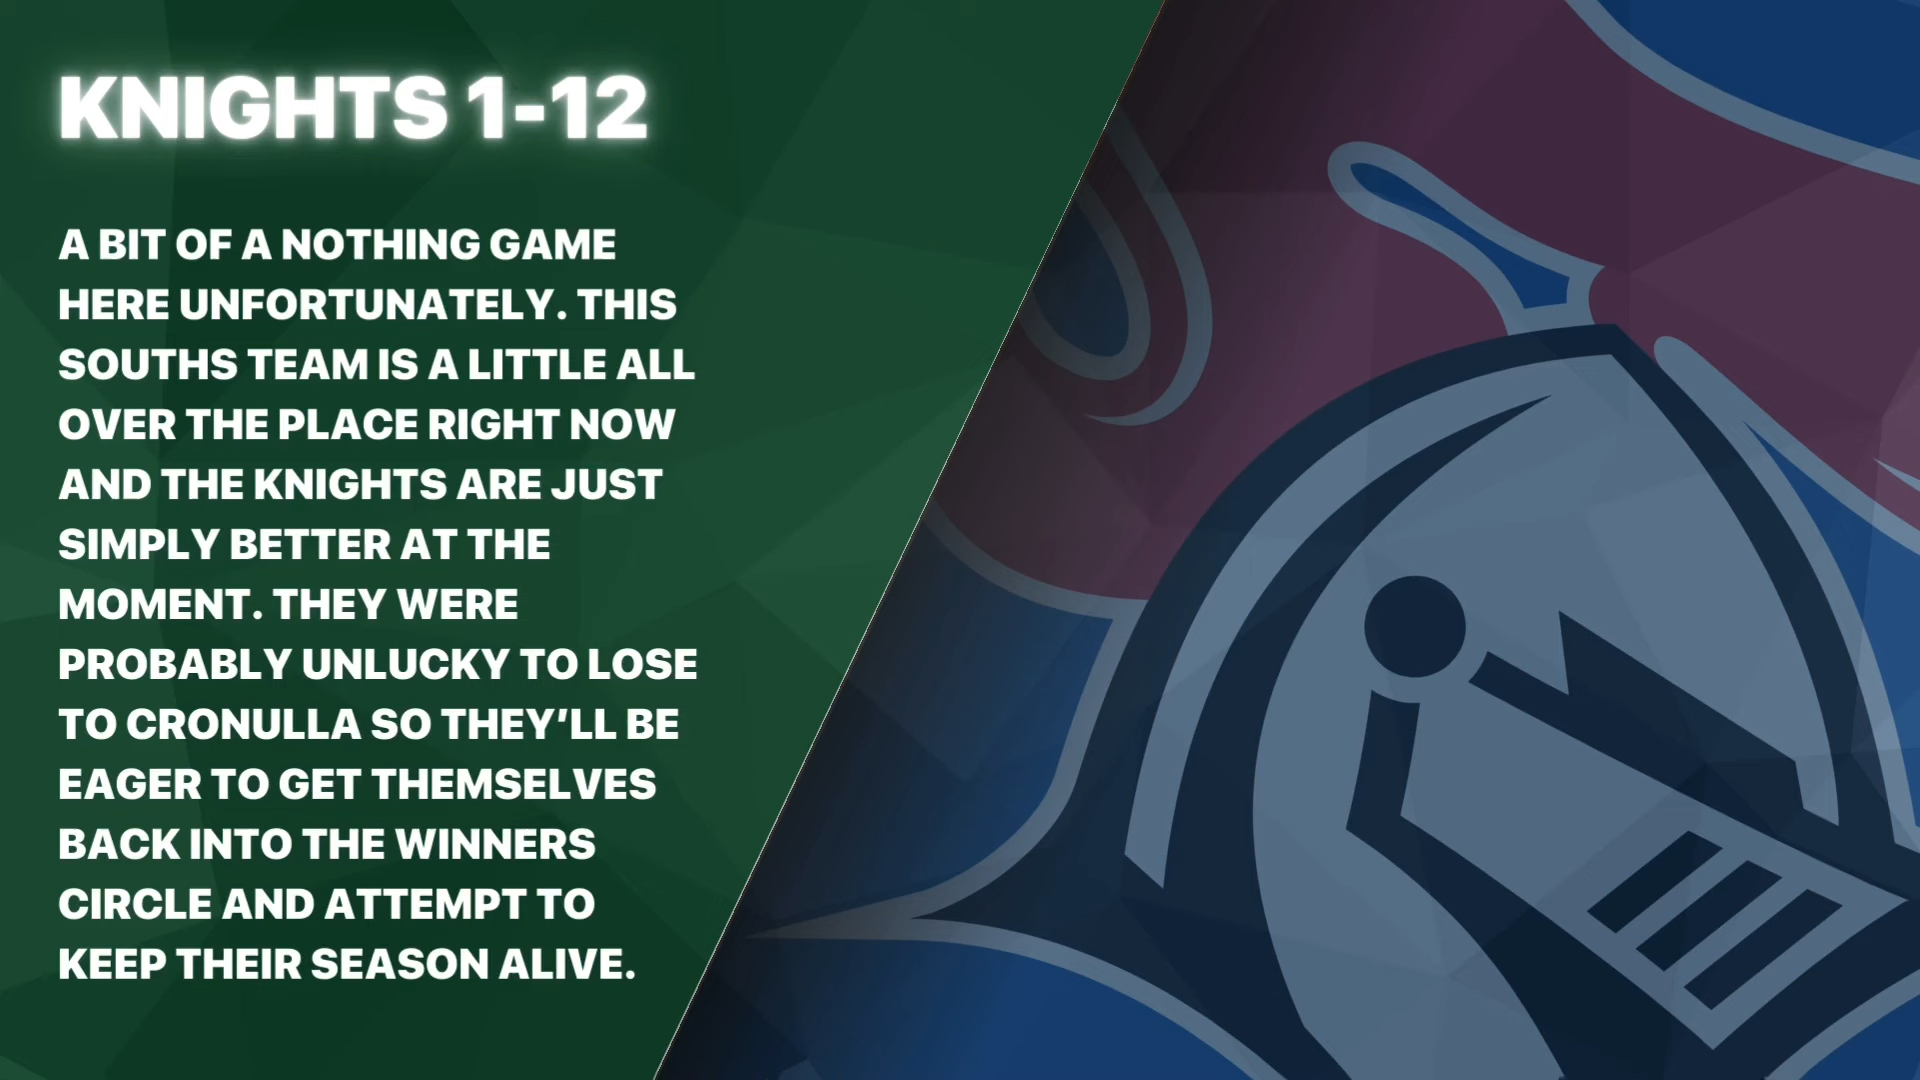 KNIGHTS 1-12
A BIT OF A NOTHING GAME
HERE UNFORTUNATELY. THIS
SOUTHS TEAM IS A LITTLE ALL
OVER THE PLACE RIGHT NOW
AND THE KNIGHTS ARE JUST
SIMPLY BETTER AT THE
MOMENT. THEY WERE
PROBABLY UNLUCKY TO LOSE
TO CRONULLA SO THEY'LL BE
EAGER TO GET THEMSELVES
BACK INTO THE WINNERS
CIRCLE AND ATTEMPT TO
KEEP THEIR SEASON ALIVE.